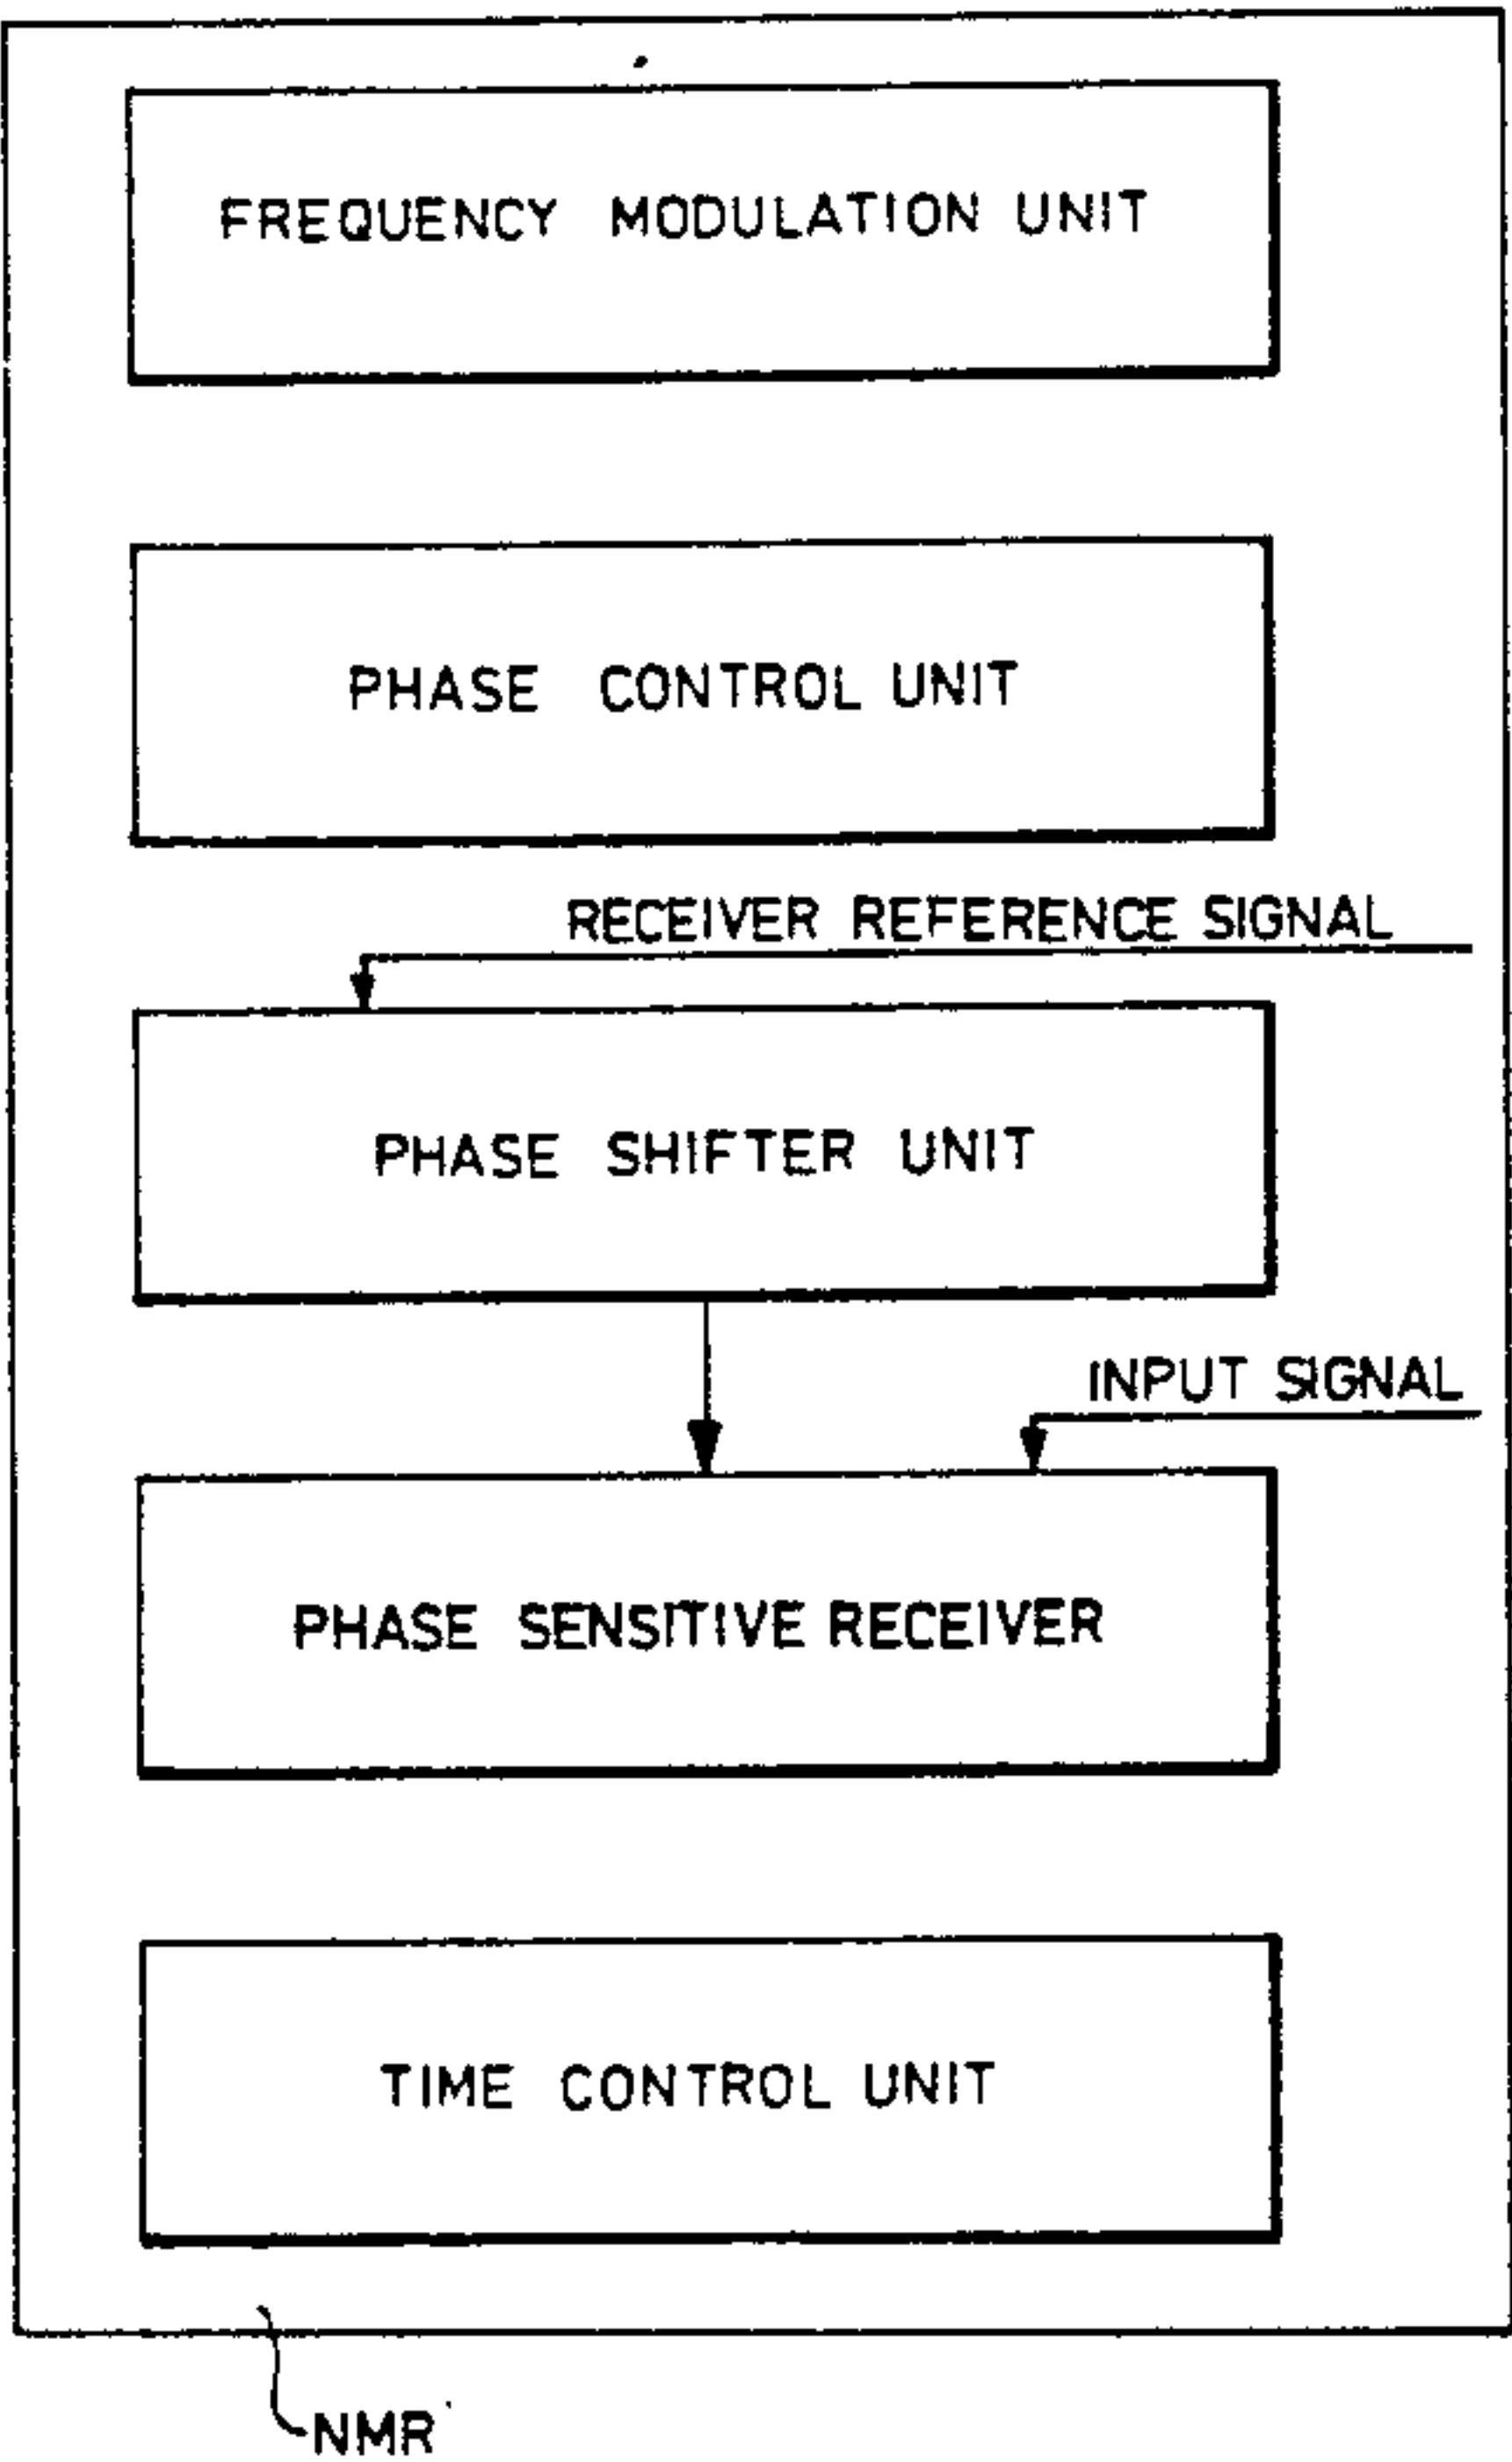 FREQUENCY MODULATION UNIT
PHASE CONTROL UNIT
RECEIVER REFERENCE SIGNAL
PHASE SHIFTER UNIT
INPUT SIGNAL
PHASE SENSITIVE RECEIVER
TIME CONTROL UNIT
NMR